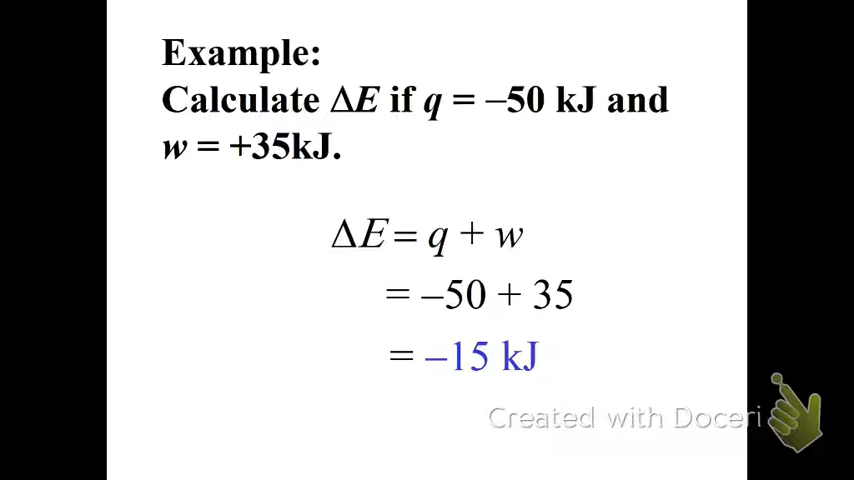 Example:
Calculate ΔE if q = –50 kJ and
w = +35kJ.
ΔE = q + w
= –50 + 35
= –15 kJ
Created with Doceri